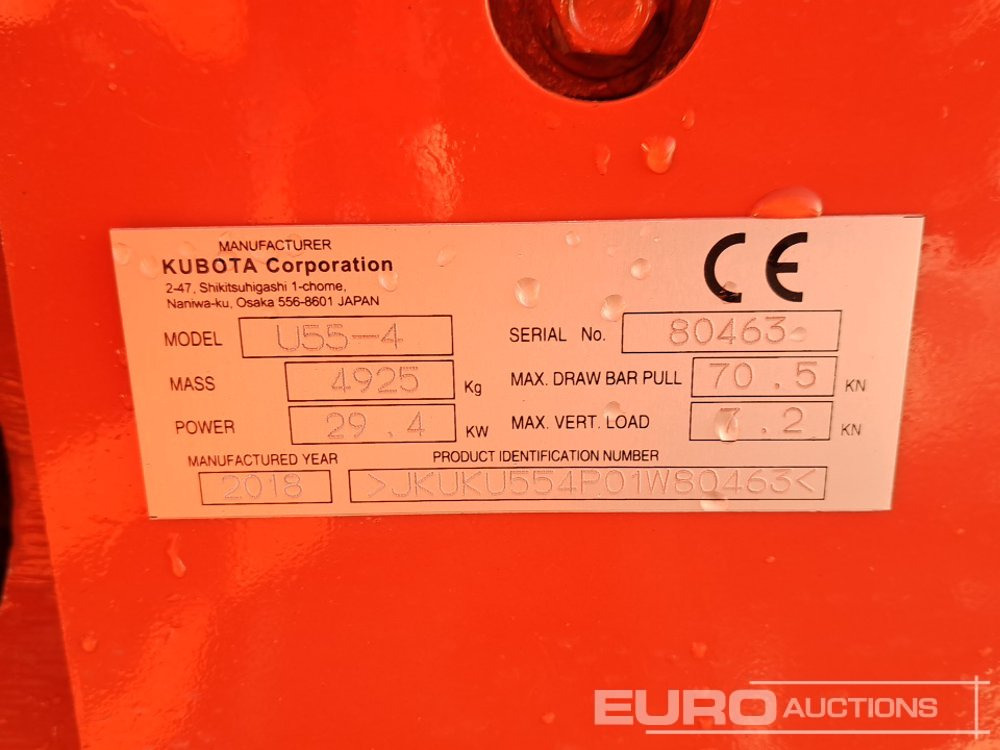 MANUFACTURER
KUBOTA Corporation
2-47, Shikitsuhigashi 1-chome,
Naniwa-ku, Osaka 556-8601 JAPAN
CE
MODEL U55-4 SERIAL No. 80463
MASS 4925 Kg MAX. DRAW BAR PULL 70.5 KN
POWER 29.4 KW MAX. VERT. LOAD 7.2 KN
MANUFACTURED YEAR PRODUCT IDENTIFICATION NUMBER
2018 >JKUKU554P01W80463<
EURO AUCTIONS